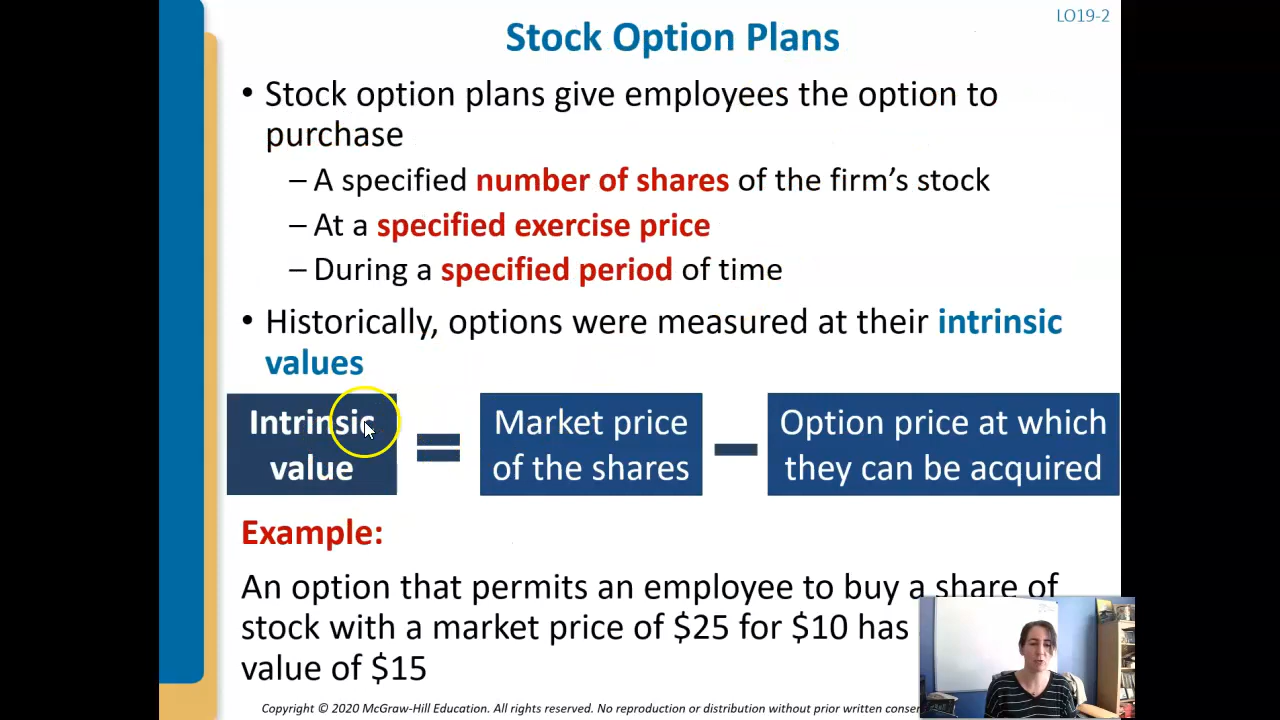 LO19-2
Stock Option Plans
• Stock option plans give employees the option to
purchase
– A specified number of shares of the firm's stock
– At a specified exercise price
– During a specified period of time
• Historically, options were measured at their intrinsic
values
Intrinsic
value
=
Market price
of the shares
–
Option price at which
they can be acquired
Example:
An option that permits an employee to buy a share of
stock with a market price of $25 for $10 has
value of $15
Copyright © 2020 McGraw-Hill Education. All rights reserved. No reproduction or distribution without prior written